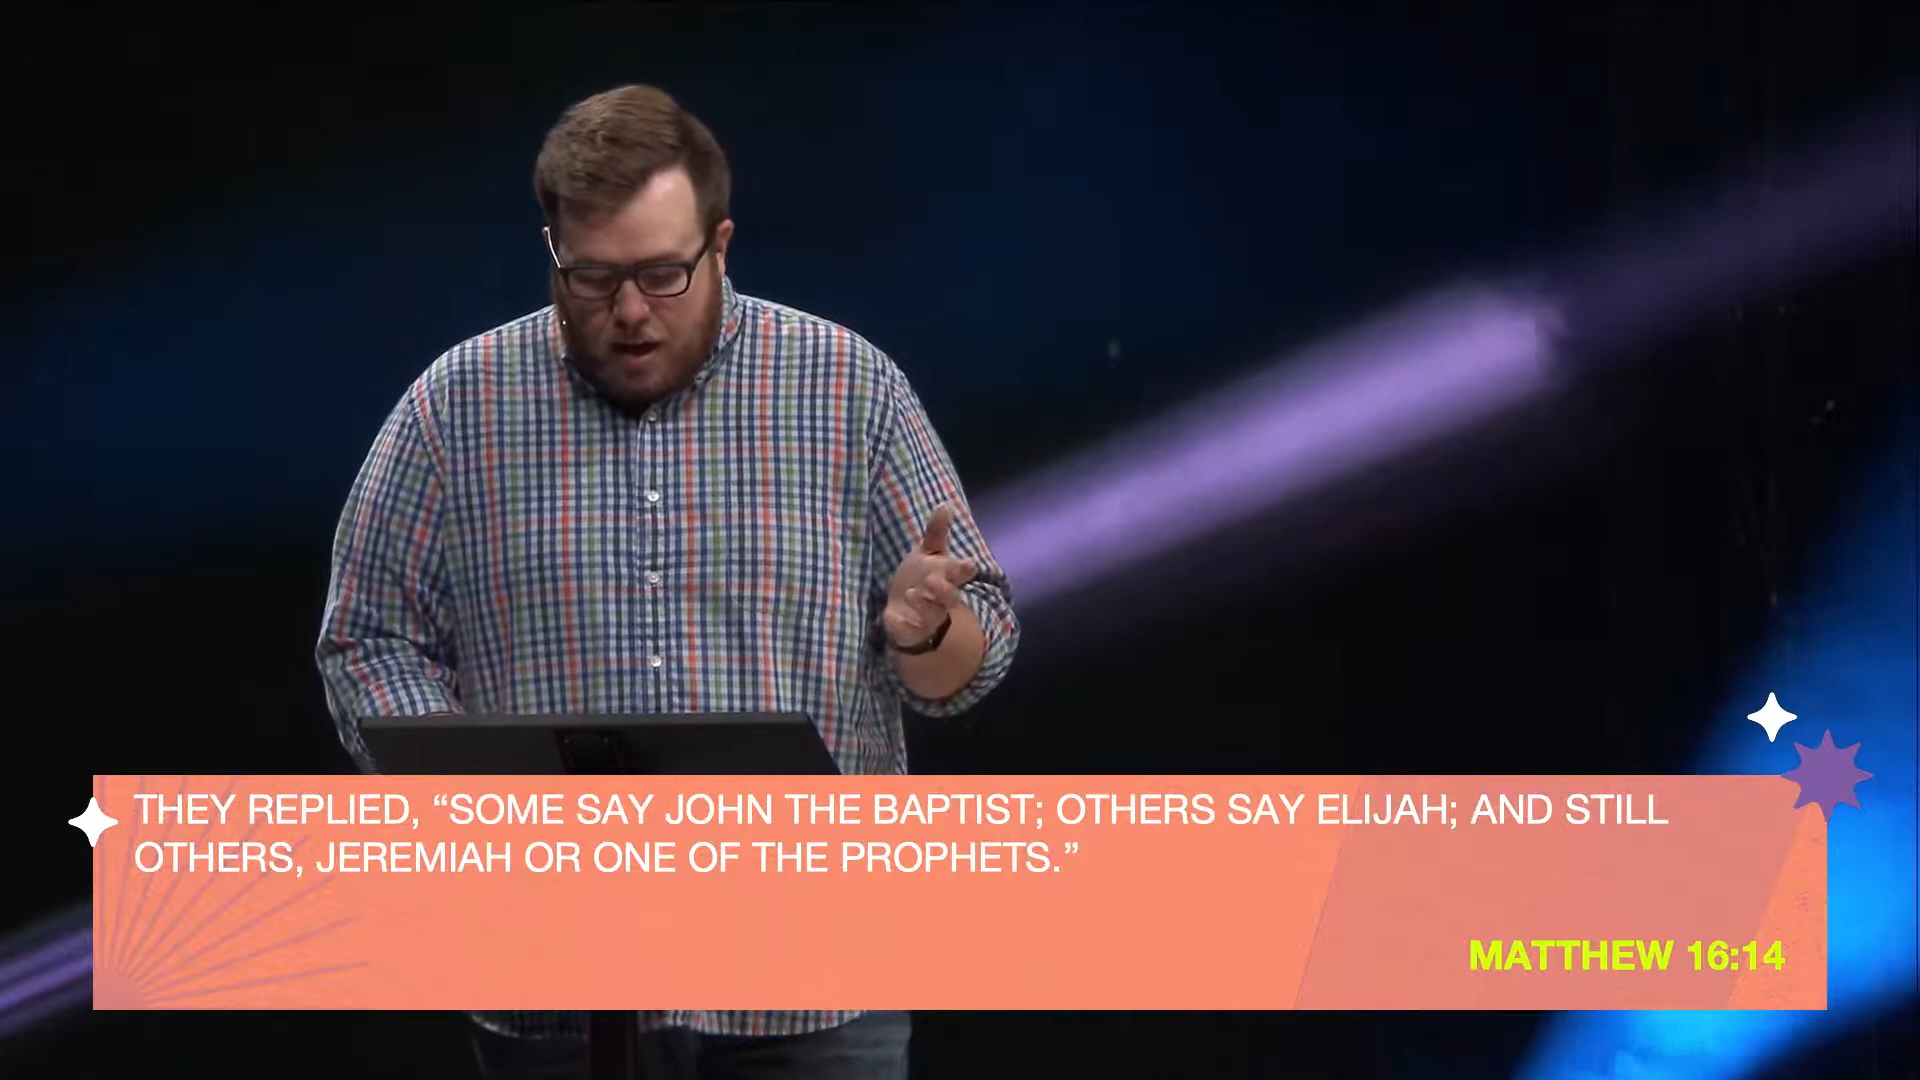 THEY REPLIED, “SOME SAY JOHN THE BAPTIST; OTHERS SAY ELIJAH; AND STILL
OTHERS, JEREMIAH OR ONE OF THE PROPHETS.”
MATTHEW 16:14